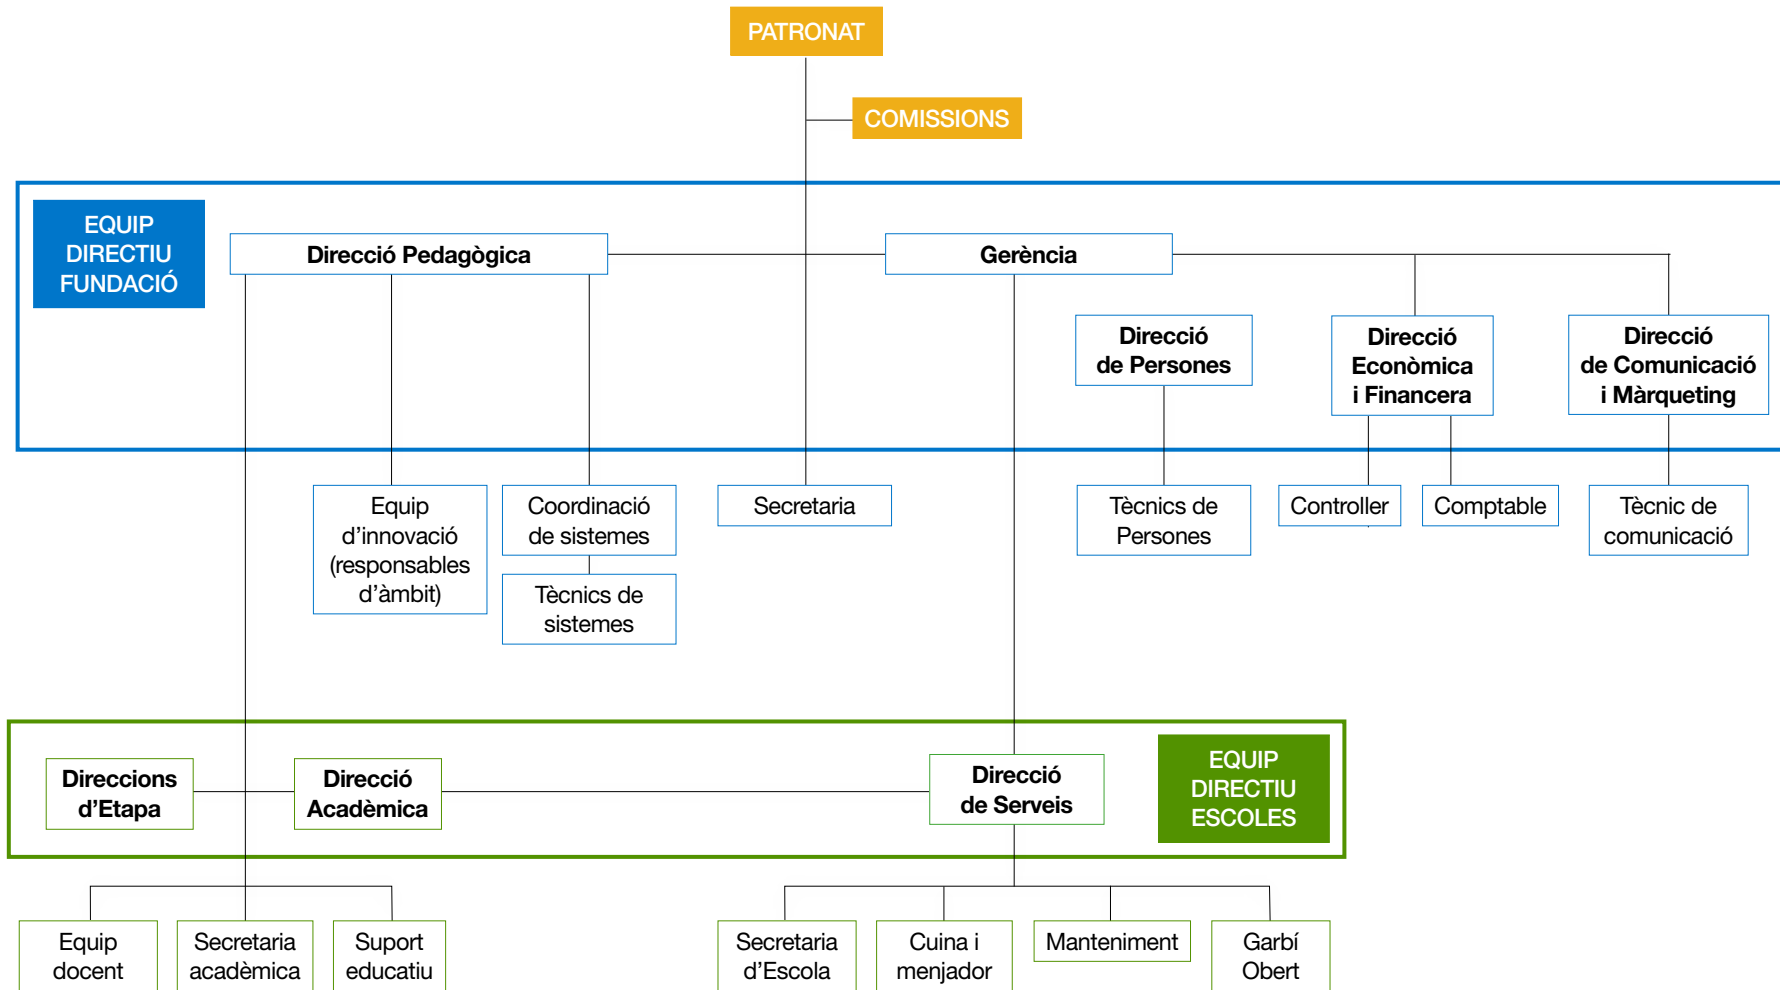 PATRONAT
COMISSIONS
EQUIP
DIRECTIU
FUNDACIÓ
Direcció Pedagògica
Gerència
Direcció
de Persones
Direcció
Econòmica
i Financera
Direcció
de Comunicació
i Màrqueting
Equip
d’innovació
(responsables
d’àmbit)
Coordinació
de sistemes
Tècnics de
sistemes
Secretaria
Tècnics de
Persones
Controller
Comptable
Tècnic de
comunicació
Direccions
d’Etapa
Direcció
Acadèmica
Direcció
de Serveis
EQUIP
DIRECTIU
ESCOLES
Equip
docent
Secretaria
acadèmica
Suport
educatiu
Secretaria
d’Escola
Cuina i
menjador
Manteniment
Garbí
Obert